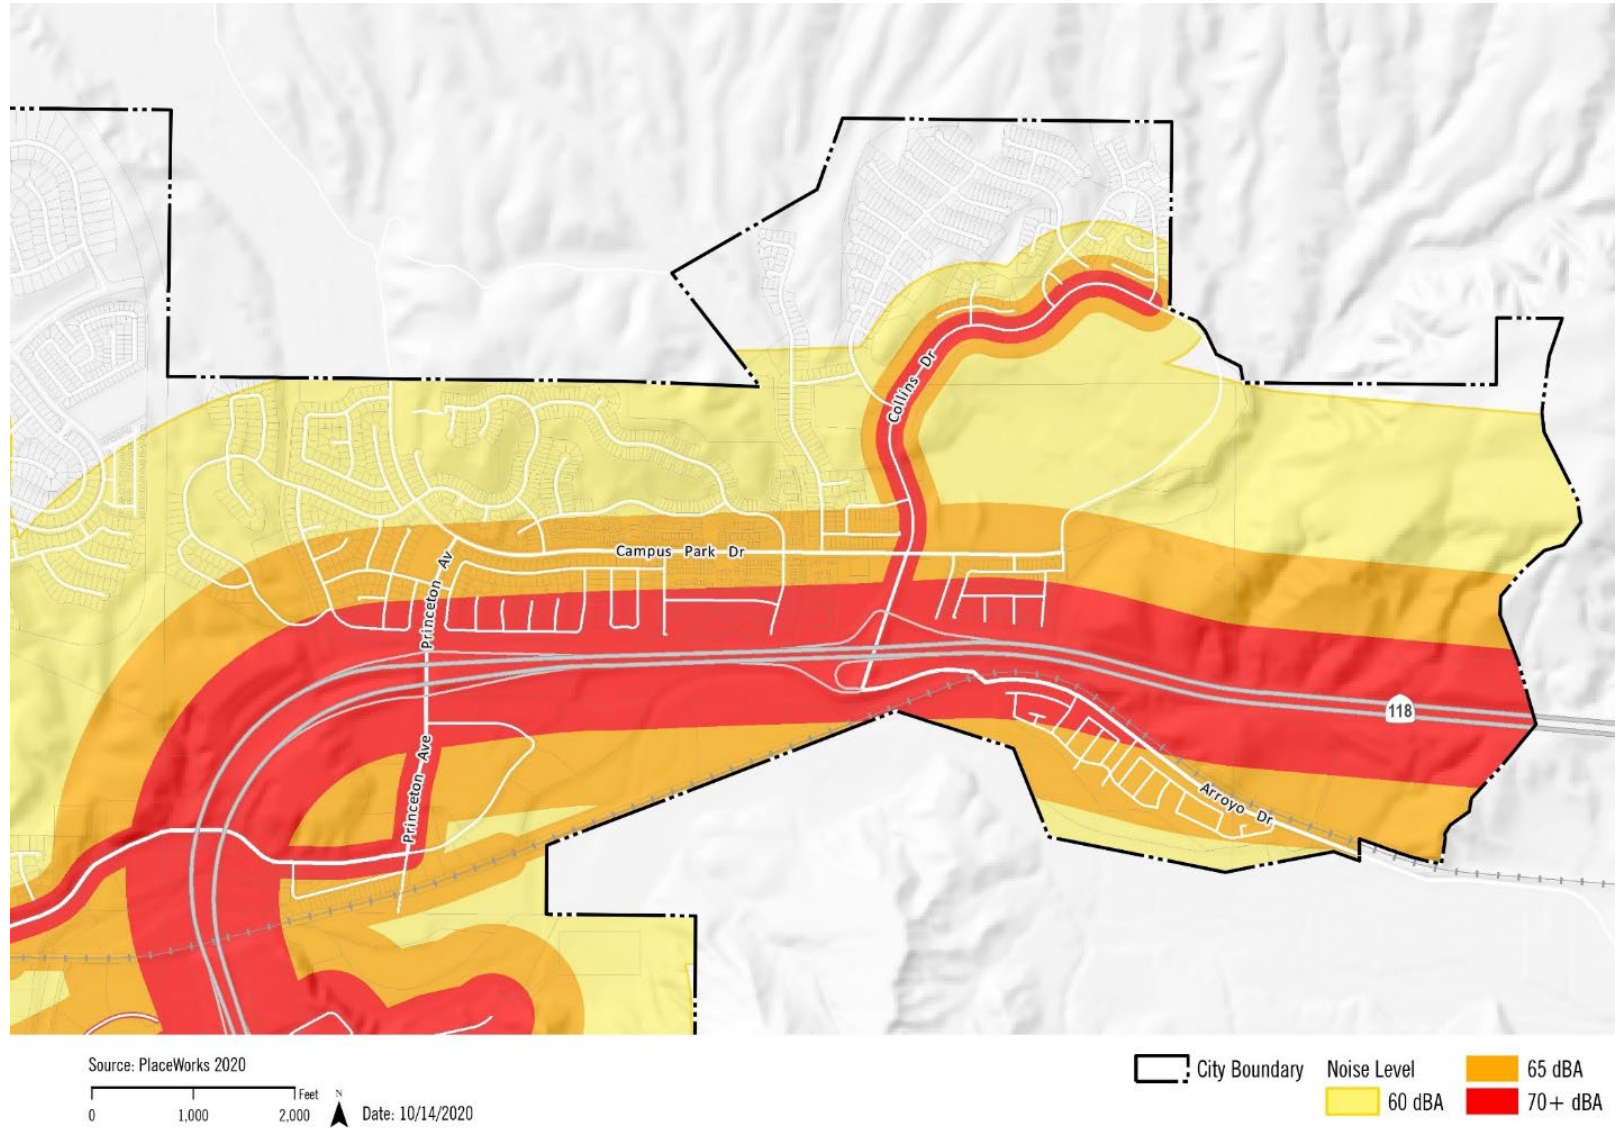 Collins Dr
Campus Park Dr
Princeton Av
118
Princeton Ave
Arroyo Dr
Source: PlaceWorks 2020
Feet
0 1,000 2,000
N
Date: 10/14/2020
City Boundary
Noise Level
60 dBA
65 dBA
70+ dBA